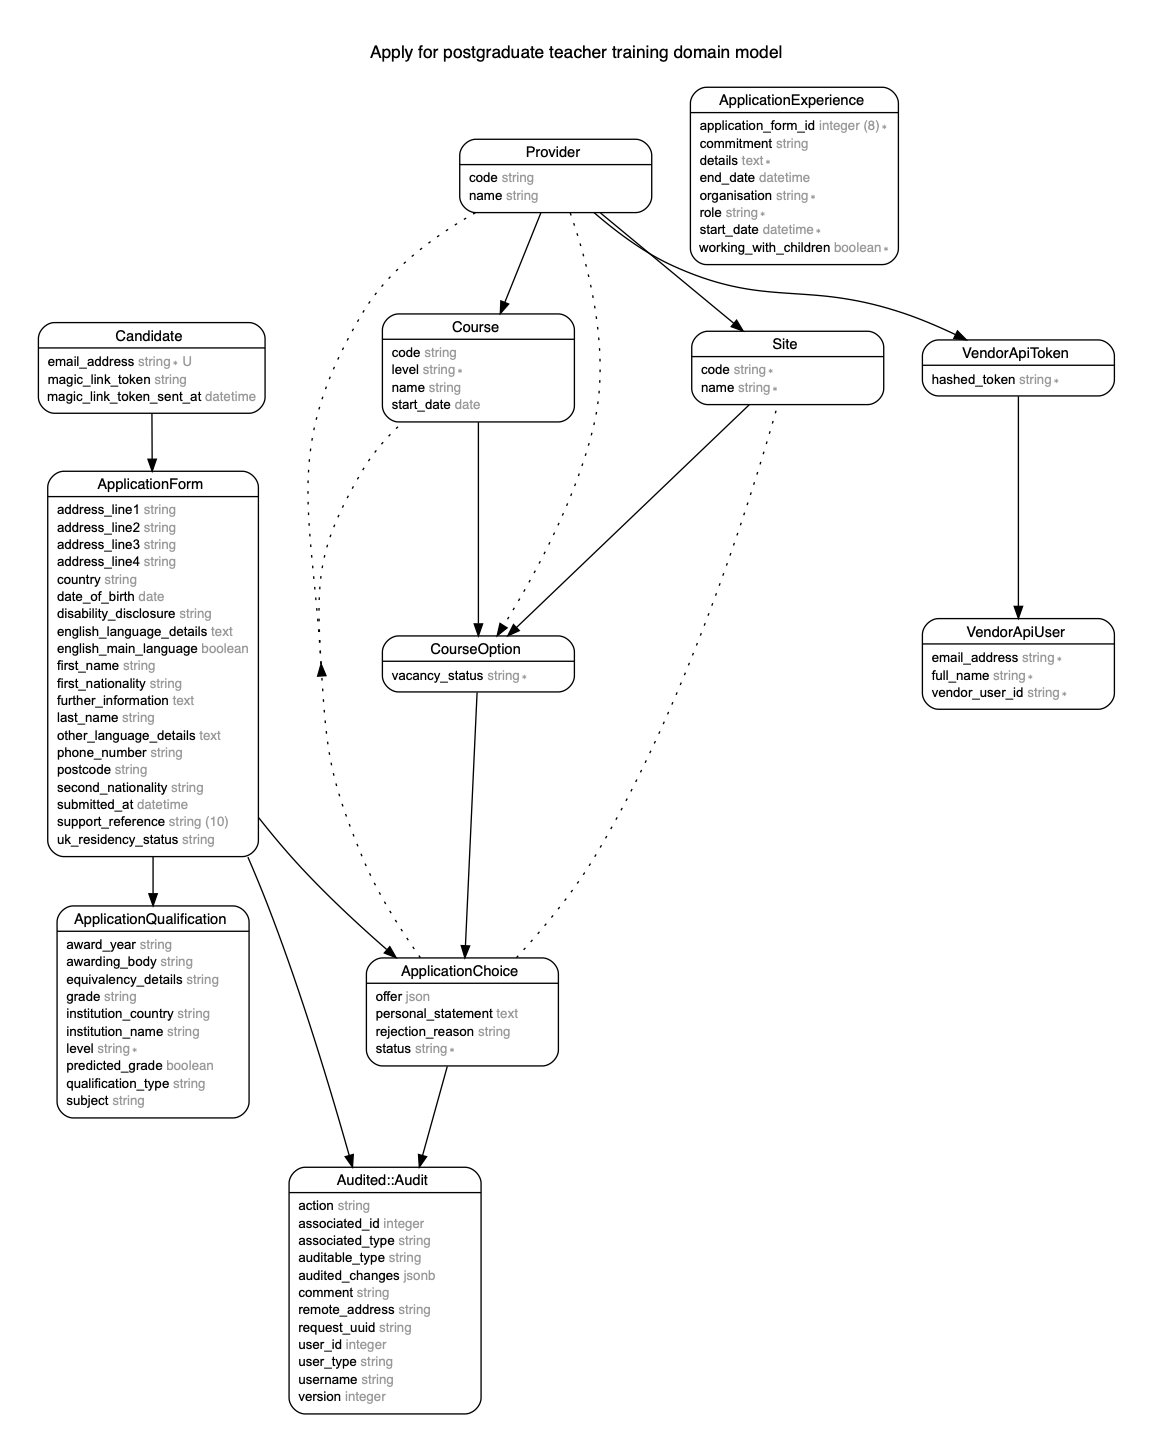 Apply for postgraduate teacher training domain model
ApplicationExperience
application_form_id integer (8) ∗
commitment string
details text ∗
end_date datetime
organisation string ∗
role string ∗
start_date datetime ∗
working_with_children boolean ∗
Provider
code string
name string
Course
code string
level string ∗
name string
start_date date
Site
code string ∗
name string ∗
VendorApiToken
hashed_token string ∗
Candidate
email_address string ∗ U
magic_link_token string
magic_link_token_sent_at datetime
ApplicationForm
address_line1 string
address_line2 string
address_line3 string
address_line4 string
country string
date_of_birth date
disability_disclosure string
english_language_details text
english_main_language boolean
first_name string
first_nationality string
further_information text
last_name string
other_language_details text
phone_number string
postcode string
second_nationality string
submitted_at datetime
support_reference string (10)
uk_residency_status string
CourseOption
vacancy_status string ∗
VendorApiUser
email_address string ∗
full_name string ∗
vendor_user_id string ∗
ApplicationQualification
award_year string
awarding_body string
equivalency_details string
grade string
institution_country string
institution_name string
level string ∗
predicted_grade boolean
qualification_type string
subject string
ApplicationChoice
offer json
personal_statement text
rejection_reason string
status string ∗
Audited::Audit
action string
associated_id integer
associated_type string
auditable_type string
audited_changes jsonb
comment string
remote_address string
request_uuid string
user_id integer
user_type string
username string
version integer